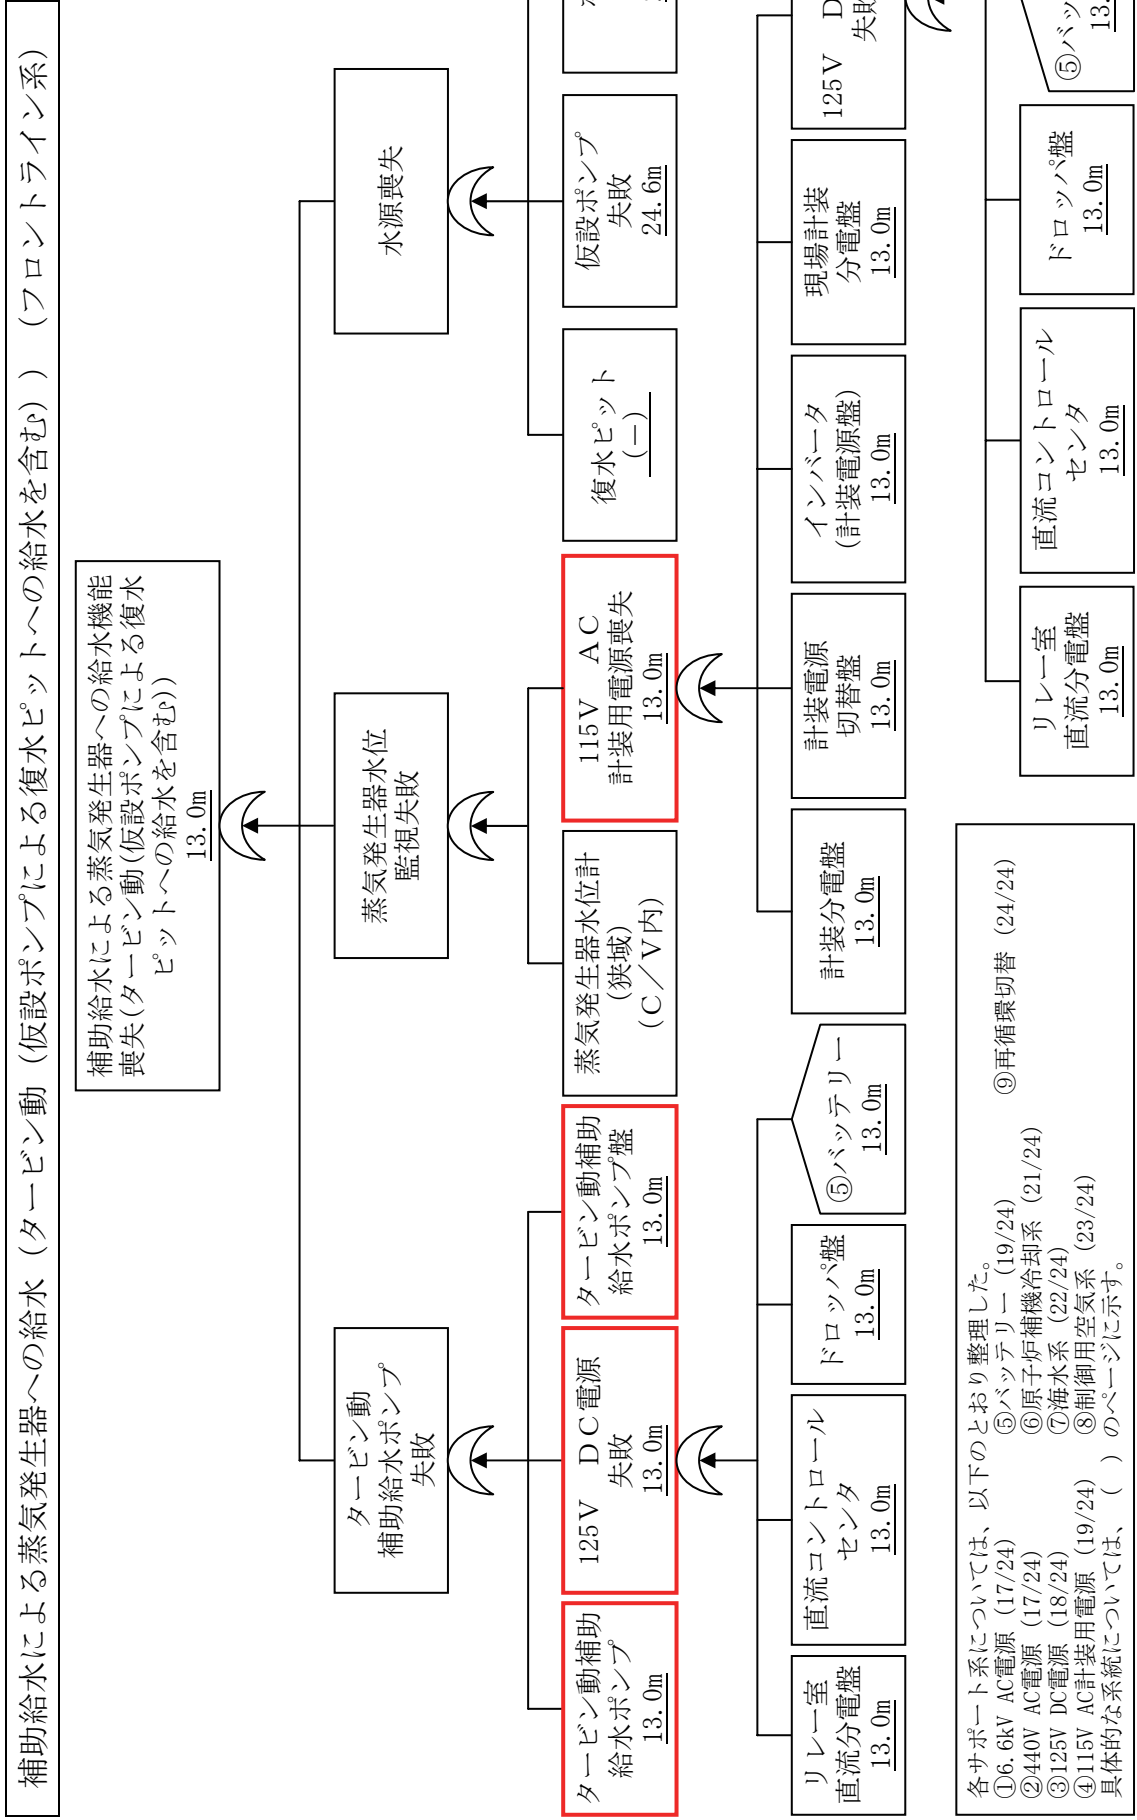 補助給水による蒸気発生器への給水（タービン動（仮設ポンプによる復水ピットへの給水を含む））（フロントライン系）
補助給水による蒸気発生器への給水機能
喪失(タービン動(仮設ポンプによる復水
ピットへの給水を含む))
13.0m
タービン動
補助給水ポンプ
失敗
蒸気発生器水位
監視失敗
水源喪失
タービン動補助
給水ポンプ
13.0m
125V　DC電源
失敗
13.0m
タービン動補助
給水ポンプ盤
13.0m
蒸気発生器水位計
(狭域)
(C／V内)
115V　AC
計装用電源喪失
13.0m
復水ピット
(－)
仮設ポンプ
失敗
24.6m
リレー室
直流分電盤
13.0m
直流コントロール
センタ
13.0m
ドロッパ盤
13.0m
⑤バッテリー
13.0m
計装分電盤
13.0m
計装電源
切替盤
13.0m
インバータ
(計装電源盤)
13.0m
現場計装
分電盤
13.0m
125V　D
失敗
リレー室
直流分電盤
13.0m
直流コントロール
センタ
13.0m
ドロッパ盤
13.0m
⑤バッ
13.
各サポート系については、以下のとおり整理した。
①6.6kV AC電源 (17/24)　⑤バッテリー (19/24)　⑨再循環切替 (24/24)
②440V AC電源 (17/24)　⑥原子炉補機冷却系 (21/24)
③125V DC電源 (18/24)　⑦海水系 (22/24)
④115V AC計装用電源 (19/24)　⑧制御用空気系 (23/24)
具体的な系統については、（　）のページに示す。